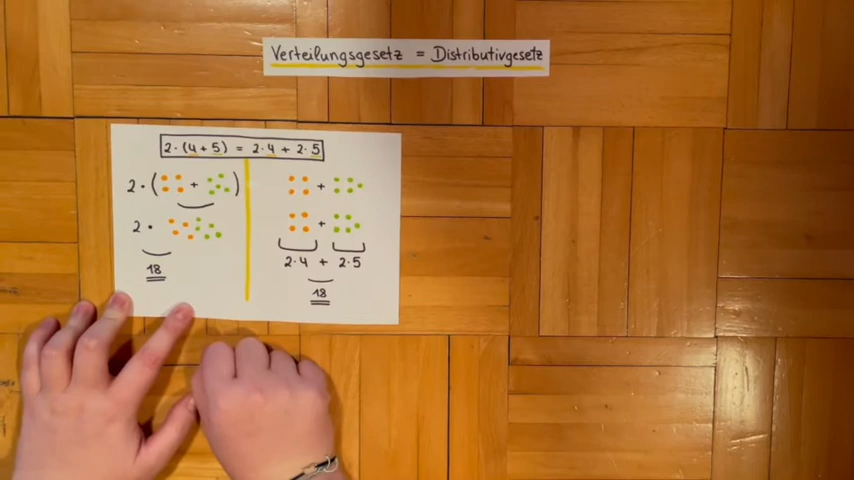 Verteilungsgesetz = Distributivgesetz
2·(4+5) = 2·4 + 2·5
2·( + )
+
2·
+
2·4 + 2·5
18
18